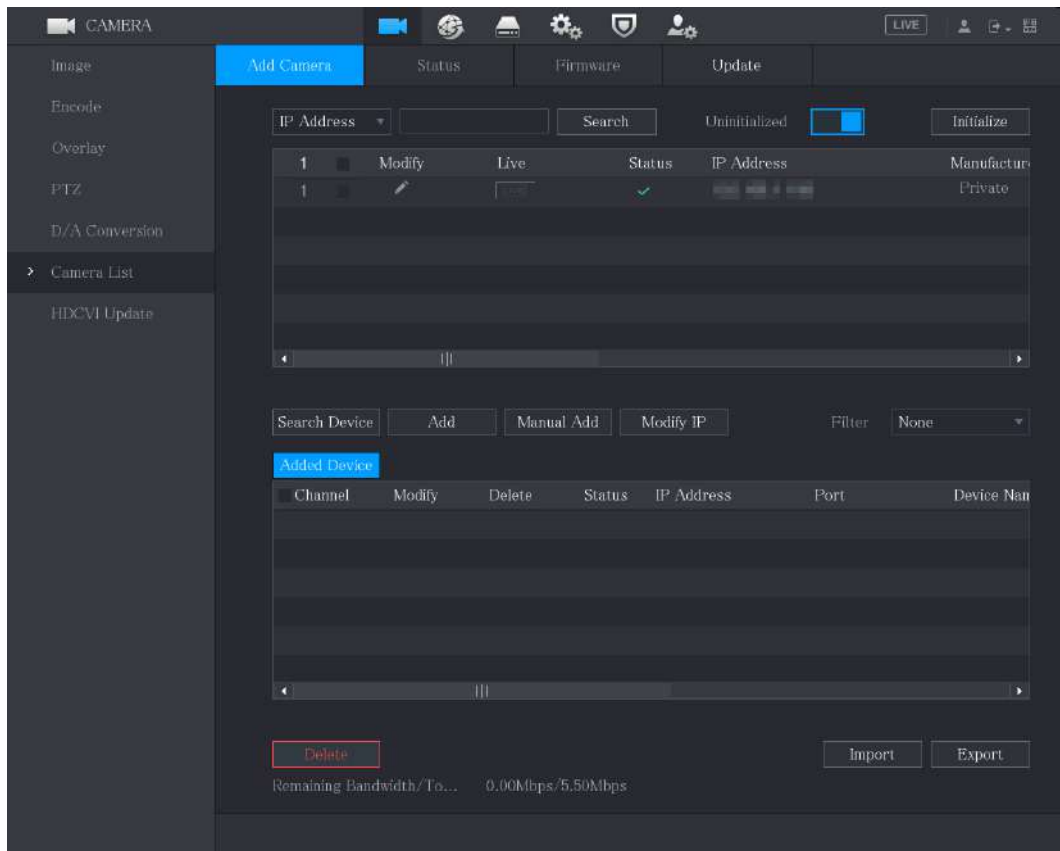 CAMERA
LIVE
Image
Encode
Overlay
PTZ
D/A Conversion
Camera List
HDCVI Update
Add Camera Status Firmware Update
IP Address Search Uninitialized Initialize
1 Modify Live Status IP Address Manufactur
1 Private
Search Device Add Manual Add Modify IP Filter None
Added Device
Channel Modify Delete Status IP Address Port Device Nam
Delete Import Export
Remaining Bandwidth/To... 0.00Mbps/5.50Mbps